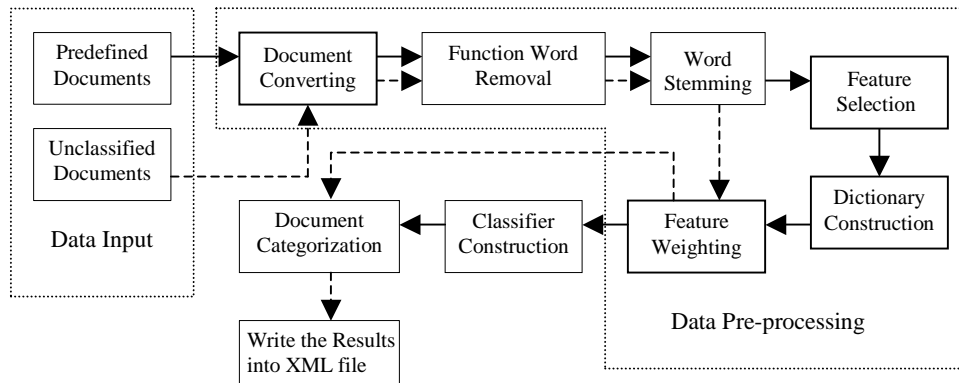 Predefined
Documents
Document
Converting
Function Word
Removal
Word
Stemming
Feature
Selection
Unclassified
Documents
Data Input
Document
Categorization
Classifier
Construction
Feature
Weighting
Dictionary
Construction
Write the Results
into XML file
Data Pre-processing